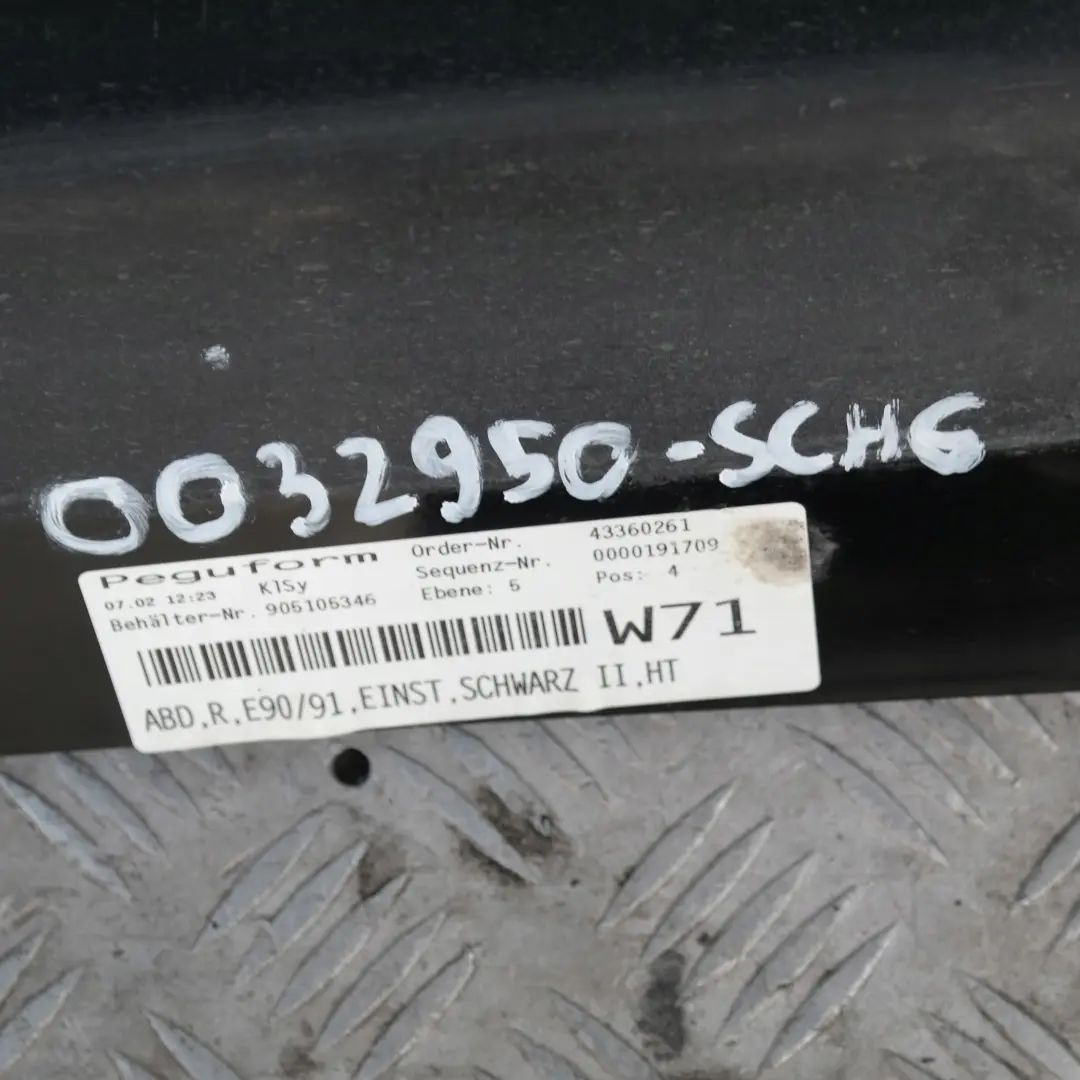 0032950-SCHG
Peguform Order-Nr. 43360261
07.02 12:23 KlSy Sequenz-Nr. 0000191709
Behälter-Nr. 905105346 Ebene: 5 Pos: 4
W71
ABD.R.E90/91.EINST.SCHWARZ II.HT